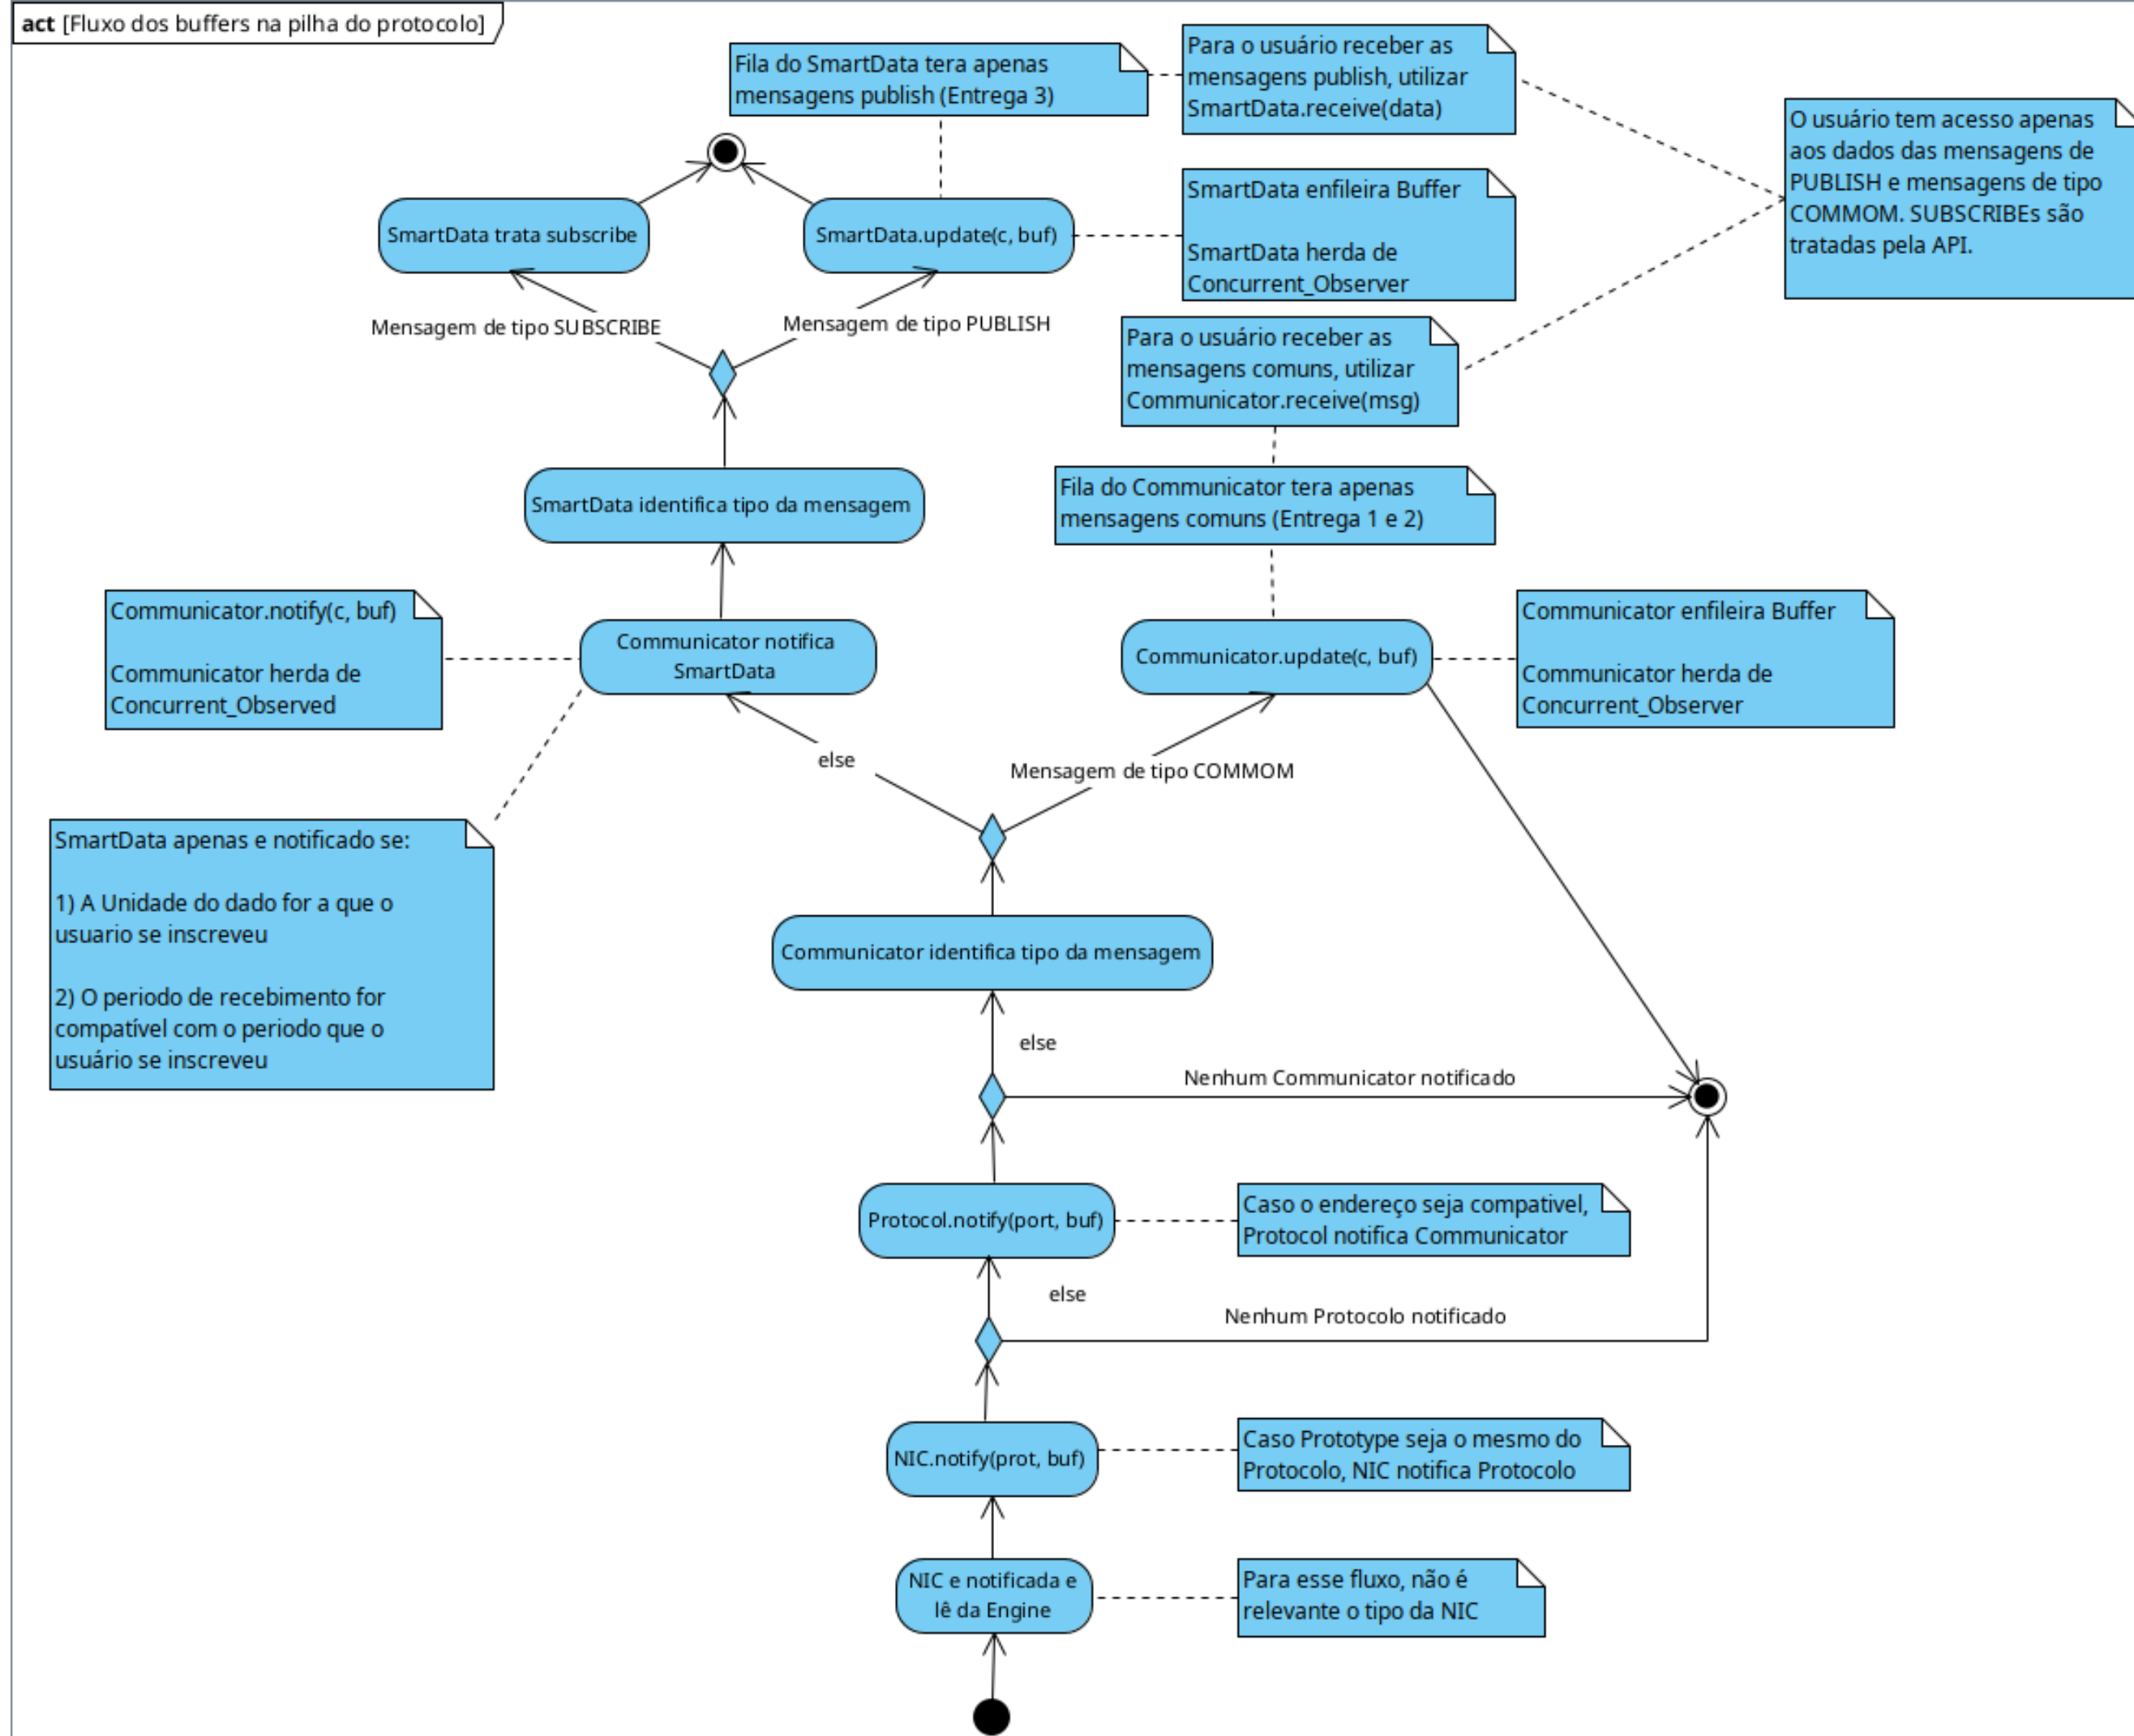 act [Fluxo dos buffers na pilha do protocolo]
Fila do SmartData tera apenas
mensagens publish (Entrega 3)
Para o usuário receber as
mensagens publish, utilizar
SmartData.receive(data)
O usuário tem acesso apenas
aos dados das mensagens de
PUBLISH e mensagens de tipo
COMMOM. SUBSCRIBEs são
tratadas pela API.
SmartData trata subscribe
SmartData.update(c, buf)
SmartData enfileira Buffer
SmartData herda de
Concurrent_Observer
Mensagem de tipo SUBSCRIBE
Mensagem de tipo PUBLISH
Para o usuário receber as
mensagens comuns, utilizar
Communicator.receive(msg)
SmartData identifica tipo da mensagem
Fila do Communicator tera apenas
mensagens comuns (Entrega 1 e 2)
Communicator.notify(c, buf)
Communicator herda de
Concurrent_Observed
Communicator notifica
SmartData
Communicator.update(c, buf)
Communicator enfileira Buffer
Communicator herda de
Concurrent_Observer
else
Mensagem de tipo COMMOM
SmartData apenas e notificado se:
1) A Unidade do dado for a que o
usuario se inscreveu
2) O periodo de recebimento for
compatível com o periodo que o
usuário se inscreveu
Communicator identifica tipo da mensagem
else
Nenhum Communicator notificado
Protocol.notify(port, buf)
Caso o endereço seja compativel,
Protocol notifica Communicator
else
Nenhum Protocolo notificado
NIC.notify(prot, buf)
Caso Prototype seja o mesmo do
Protocolo, NIC notifica Protocolo
NIC e notificada e
lê da Engine
Para esse fluxo, não é
relevante o tipo da NIC